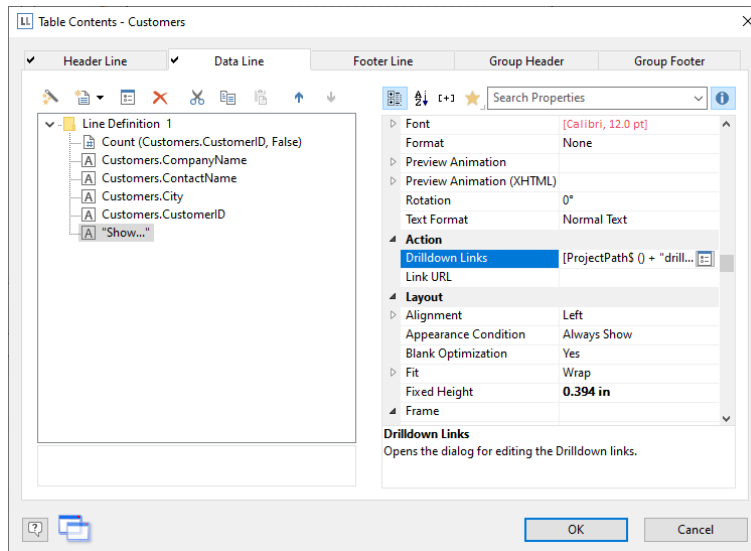 LL Table Contents - Customers
Header Line
Data Line
Footer Line
Group Header
Group Footer
Search Properties
Line Definition 1
Count (Customers.CustomerID, False)
A Customers.CompanyName
A Customers.ContactName
A Customers.City
A Customers.CustomerID
A "Show..."
Font [Calibri, 12.0 pt]
Format None
Preview Animation
Preview Animation (XHTML)
Rotation 0°
Text Format Normal Text
Action
Drilldown Links [ProjectPath$ () + "drill...
Link URL
Layout
Alignment Left
Appearance Condition Always Show
Blank Optimization Yes
Fit Wrap
Fixed Height 0.394 in
Frame
Drilldown Links
Opens the dialog for editing the Drilldown links.
OK
Cancel